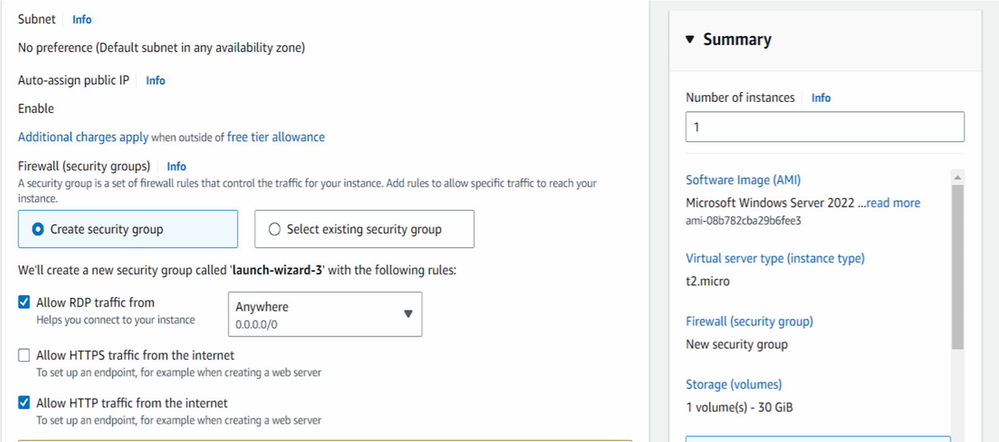 Subnet Info
No preference (Default subnet in any availability zone)
Auto-assign public IP Info
Enable
Additional charges apply when outside of free tier allowance
Firewall (security groups) Info
A security group is a set of firewall rules that control the traffic for your instance. Add rules to allow specific traffic to reach your
instance.
Create security group
Select existing security group
We'll create a new security group called 'launch-wizard-3' with the following rules:
Allow RDP traffic from
Helps you connect to your instance
Anywhere
0.0.0.0/0
Allow HTTPS traffic from the internet
To set up an endpoint, for example when creating a web server
Allow HTTP traffic from the internet
To set up an endpoint, for example when creating a web server
Summary
Number of instances Info
1
Software Image (AMI)
Microsoft Windows Server 2022 ...read more
ami-08b782cba29b6fee3
Virtual server type (instance type)
t2.micro
Firewall (security group)
New security group
Storage (volumes)
1 volume(s) - 30 GiB